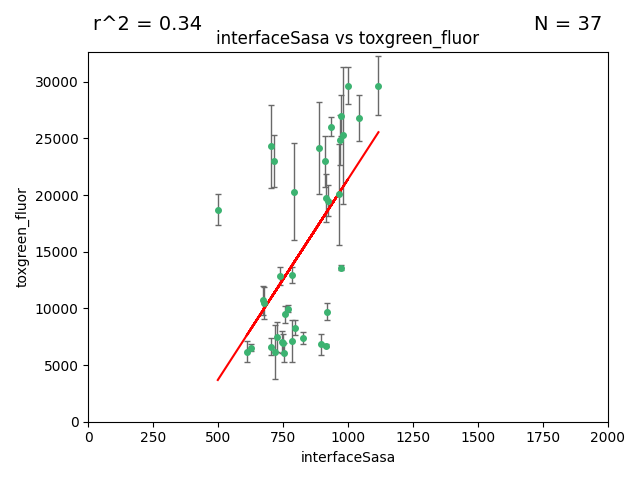 r^2 = 0.34
N = 37
interfaceSasa vs toxgreen_fluor
30000
25000
20000
15000
10000
5000
0
toxgreen_fluor
0 250 500 750 1000 1250 1500 1750 2000
interfaceSasa